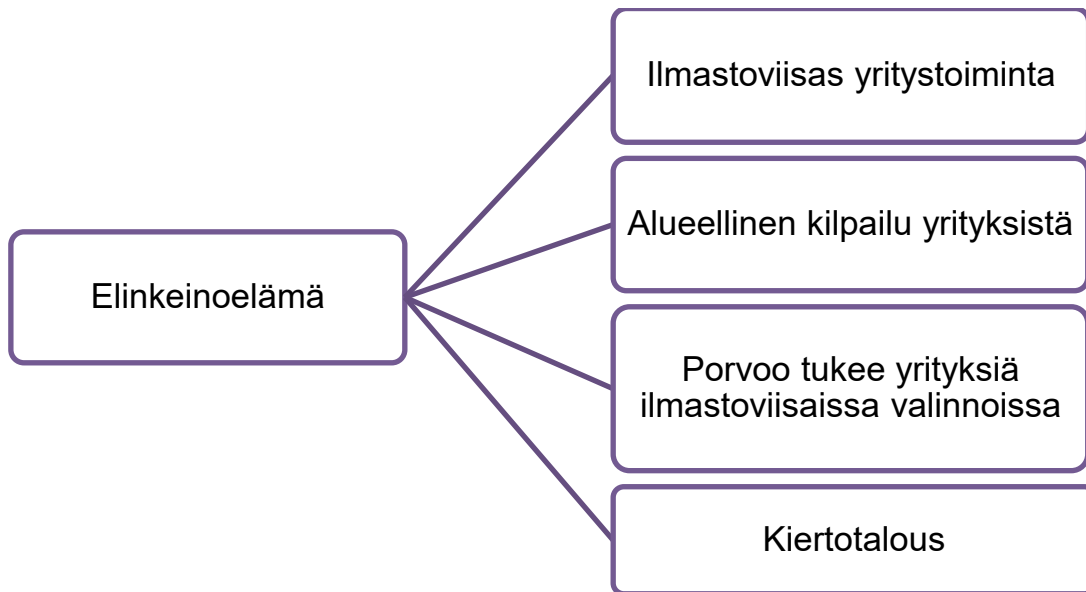 Ilmastoviisas yritystoiminta
Alueellinen kilpailu yrityksistä
Elinkeinoelämä
Porvoo tukee yrityksiä
ilmastoviisaissa valinnoissa
Kiertotalous